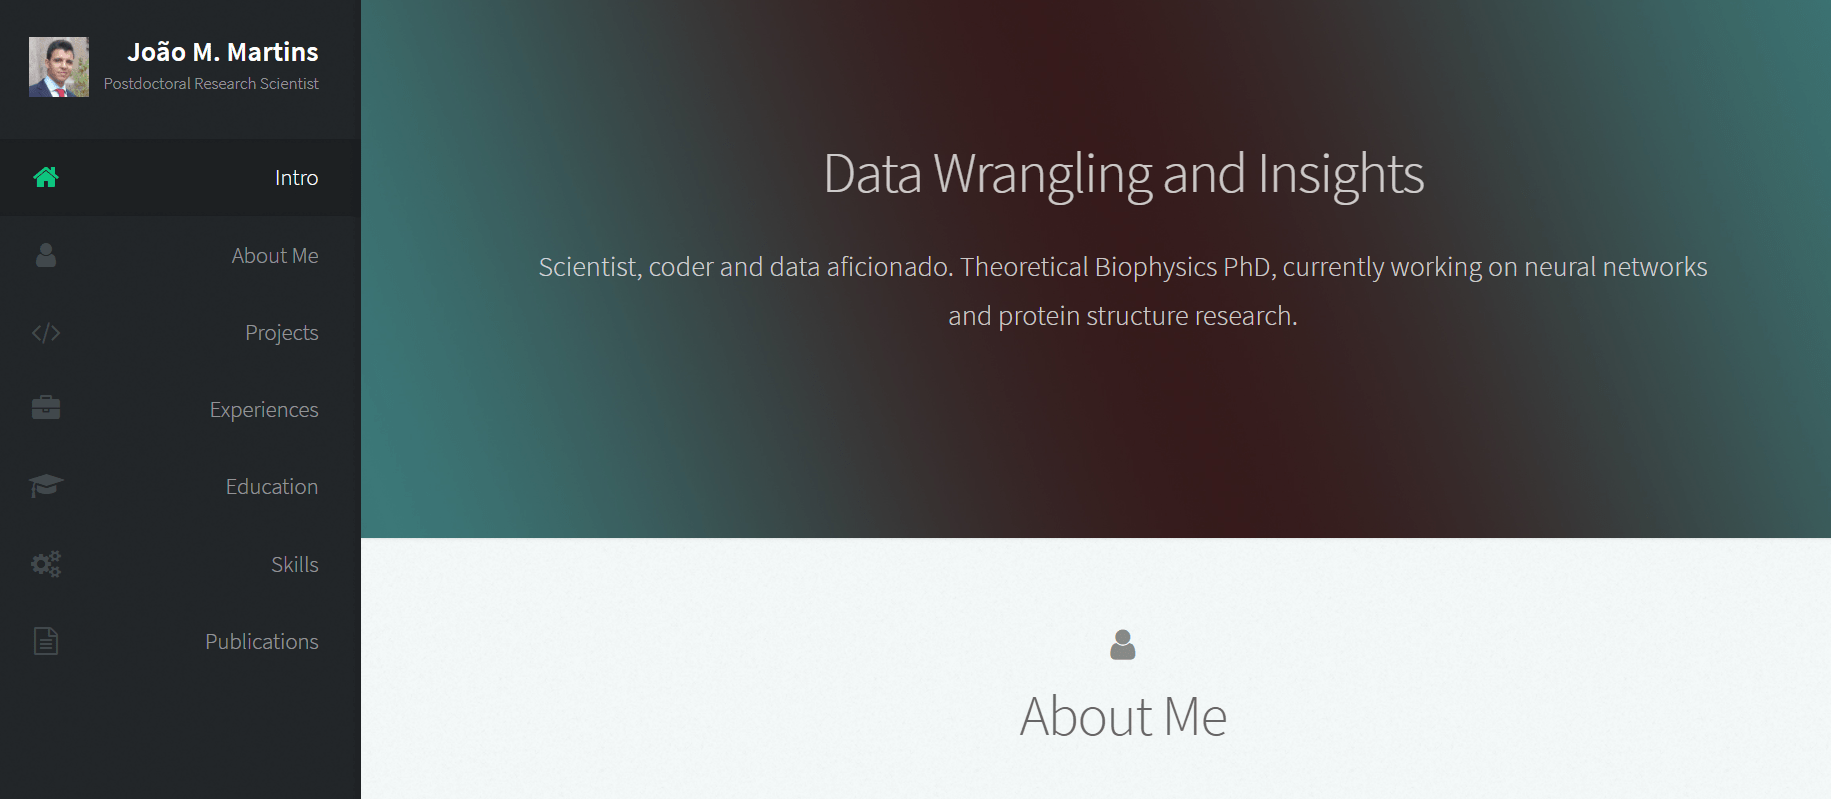 João M. Martins
Postdoctoral Research Scientist
Intro
About Me
Projects
Experiences
Education
Skills
Publications
Data Wrangling and Insights
Scientist, coder and data aficionado. Theoretical Biophysics PhD, currently working on neural networks
and protein structure research.
About Me